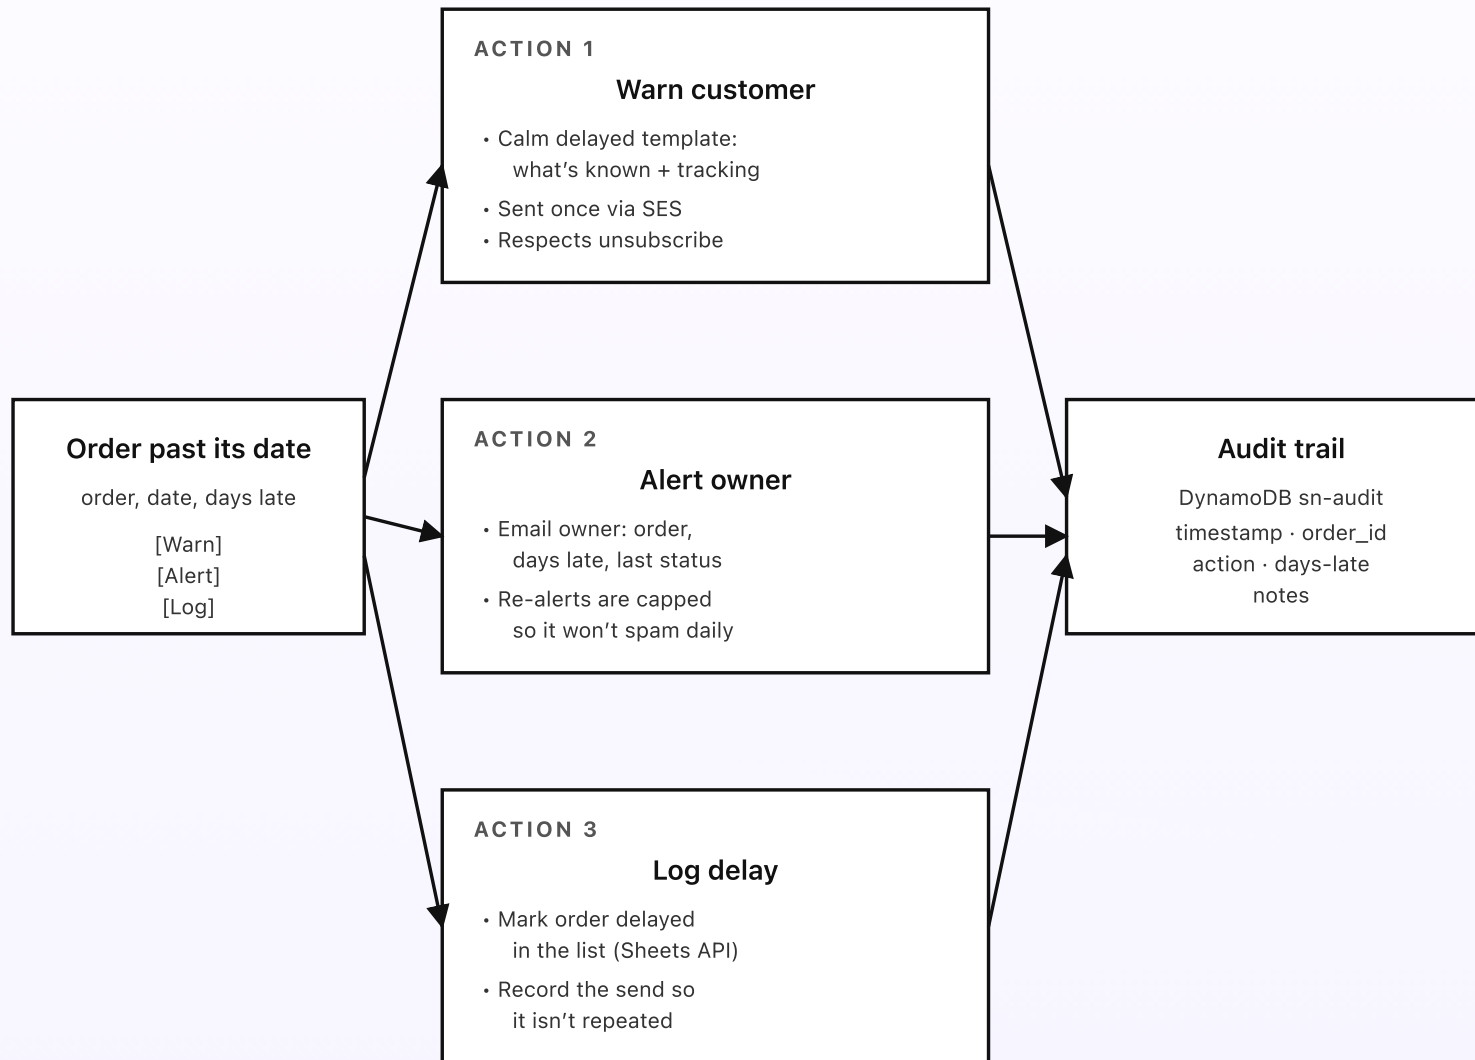 ACTION 1
Warn customer
• Calm delayed template:
what’s known + tracking
• Sent once via SES
• Respects unsubscribe
Order past its date
order, date, days late
[Warn]
[Alert]
[Log]
ACTION 2
Alert owner
• Email owner: order,
days late, last status
• Re-alerts are capped
so it won’t spam daily
Audit trail
DynamoDB sn-audit
timestamp · order_id
action · days-late
notes
ACTION 3
Log delay
• Mark order delayed
in the list (Sheets API)
• Record the send so
it isn’t repeated